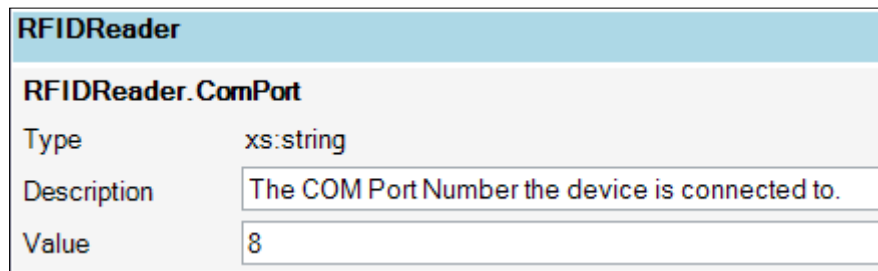 RFIDReader
RFIDReader.ComPort
Type xs:string
Description The COM Port Number the device is connected to.
Value 8